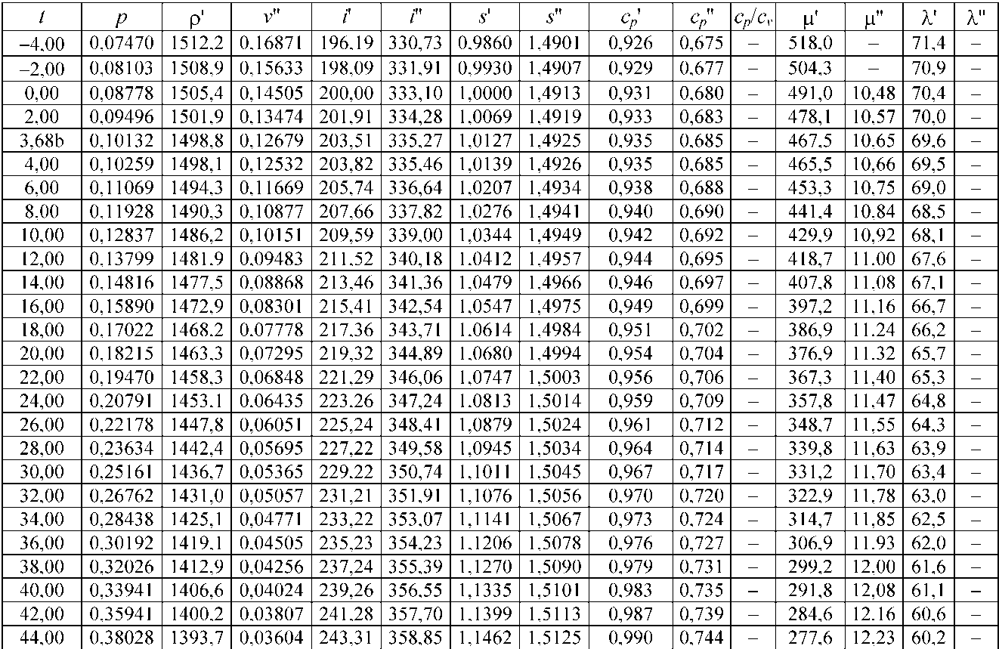 t p ρ' v" i' i" s' s" cp' cp" cp/cv μ' μ" λ' λ"
–4,00 0,07470 1512,2 0,16871 196,19 330,73 0,9860 1,4901 0,926 0,675 – 518,0 – 71,4 –
–2,00 0,08103 1508,9 0,15633 198,09 331,91 0,9930 1,4907 0,929 0,677 – 504,3 – 70,9 –
0,00 0,08778 1505,4 0,14505 200,00 333,10 1,0000 1,4913 0,931 0,680 – 491,0 10,48 70,4 –
2,00 0,09496 1501,9 0,13474 201,91 334,28 1,0069 1,4919 0,933 0,683 – 478,1 10,57 70,0 –
3,68b 0,10132 1498,8 0,12679 203,51 335,27 1,0127 1,4925 0,935 0,685 – 467,5 10,65 69,6 –
4,00 0,10259 1498,1 0,12532 203,82 335,46 1,0139 1,4926 0,935 0,685 – 465,5 10,66 69,5 –
6,00 0,11069 1494,3 0,11669 205,74 336,64 1,0207 1,4934 0,938 0,688 – 453,3 10,75 69,0 –
8,00 0,11928 1490,3 0,10877 207,66 337,82 1,0276 1,4941 0,940 0,690 – 441,4 10,84 68,5 –
10,00 0,12837 1486,2 0,10151 209,59 339,00 1,0344 1,4949 0,942 0,692 – 429,9 10,92 68,1 –
12,00 0,13799 1481,9 0,09483 211,52 340,18 1,0412 1,4957 0,944 0,695 – 418,7 11,00 67,6 –
14,00 0,14816 1477,5 0,08868 213,46 341,36 1,0479 1,4966 0,946 0,697 – 407,8 11,08 67,1 –
16,00 0,15890 1472,9 0,08301 215,41 342,54 1,0547 1,4975 0,949 0,699 – 397,2 11,16 66,7 –
18,00 0,17022 1468,2 0,07778 217,36 343,71 1,0614 1,4984 0,951 0,702 – 386,9 11,24 66,2 –
20,00 0,18215 1463,3 0,07295 219,32 344,89 1,0680 1,4994 0,954 0,704 – 376,9 11,32 65,7 –
22,00 0,19470 1458,3 0,06848 221,29 346,06 1,0747 1,5003 0,956 0,706 – 367,3 11,40 65,3 –
24,00 0,20791 1453,1 0,06435 223,26 347,24 1,0813 1,5014 0,959 0,709 – 357,8 11,47 64,8 –
26,00 0,22178 1447,8 0,06051 225,24 348,41 1,0879 1,5024 0,961 0,712 – 348,7 11,55 64,3 –
28,00 0,23634 1442,4 0,05695 227,22 349,58 1,0945 1,5034 0,964 0,714 – 339,8 11,63 63,9 –
30,00 0,25161 1436,7 0,05365 229,22 350,74 1,1011 1,5045 0,967 0,717 – 331,2 11,70 63,4 –
32,00 0,26762 1431,0 0,05057 231,21 351,91 1,1076 1,5056 0,970 0,720 – 322,9 11,78 63,0 –
34,00 0,28438 1425,1 0,04771 233,22 353,07 1,1141 1,5067 0,973 0,724 – 314,7 11,85 62,5 –
36,00 0,30192 1419,1 0,04505 235,23 354,23 1,1206 1,5078 0,976 0,727 – 306,9 11,93 62,0 –
38,00 0,32026 1412,9 0,04256 237,24 355,39 1,1270 1,5090 0,979 0,731 – 299,2 12,00 61,6 –
40,00 0,33941 1406,6 0,04024 239,26 356,55 1,1335 1,5101 0,983 0,735 – 291,8 12,08 61,1 –
42,00 0,35941 1400,2 0,03807 241,28 357,70 1,1399 1,5113 0,987 0,739 – 284,6 12,16 60,6 –
44,00 0,38028 1393,7 0,03604 243,31 358,85 1,1462 1,5125 0,990 0,744 – 277,6 12,23 60,2 –